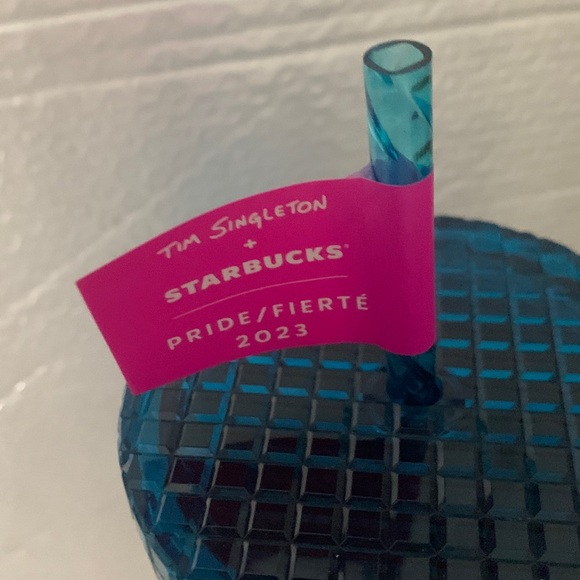 TIM SINGLETON
+
STARBUCKS
PRIDE/FIERTÉ
2023